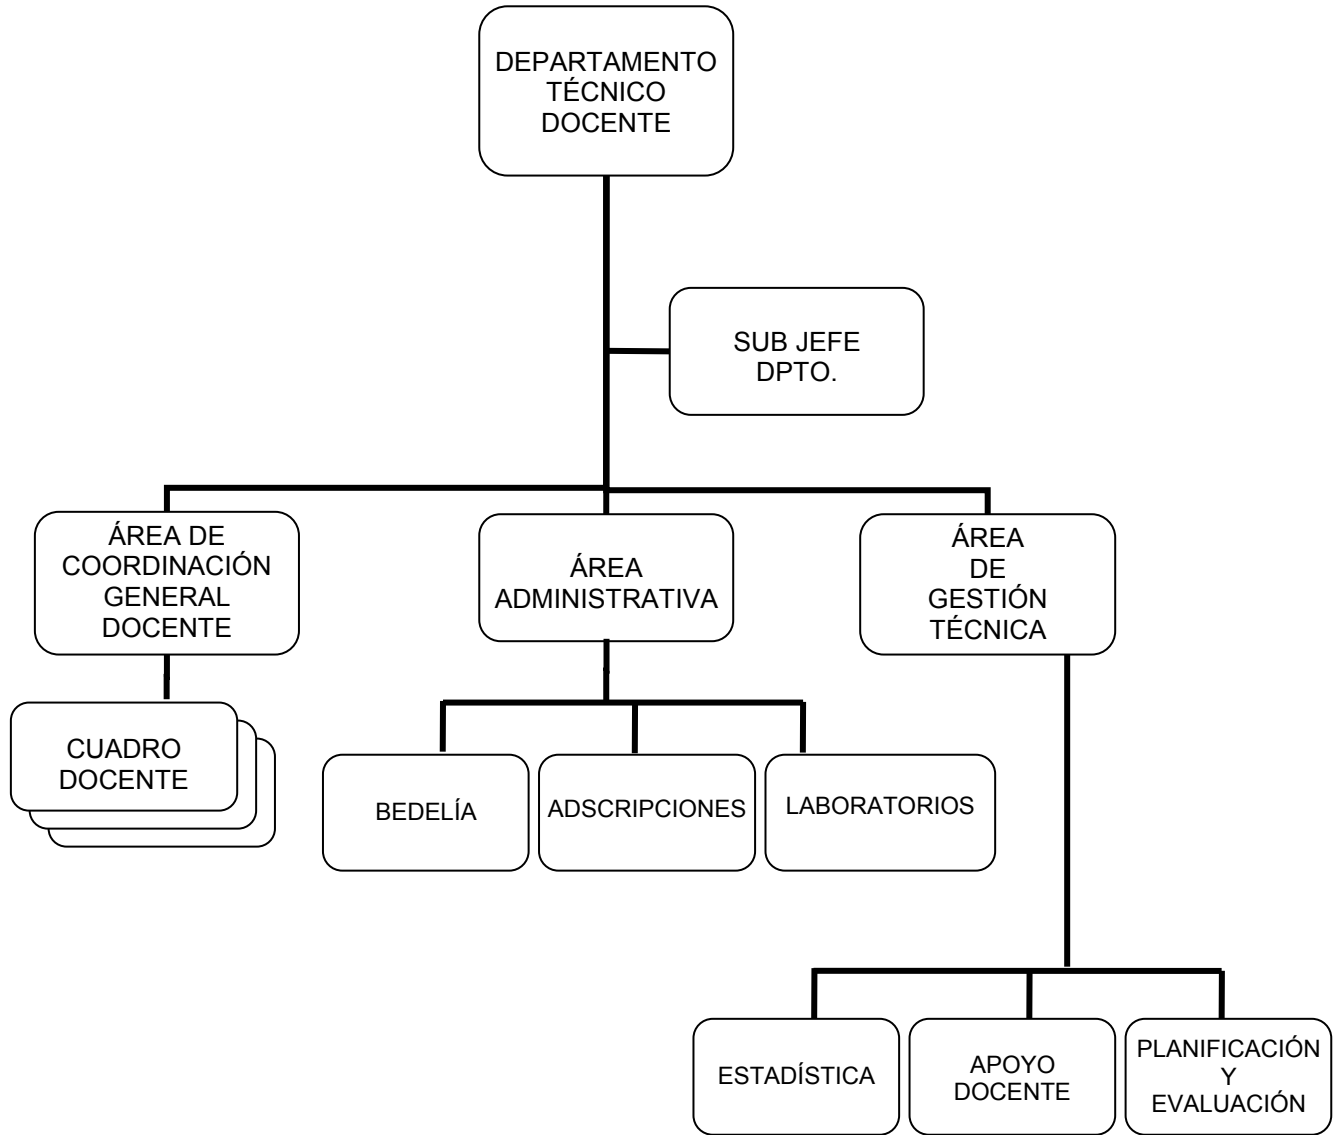 DEPARTAMENTO
TÉCNICO
DOCENTE
SUB JEFE
DPTO.
ÁREA DE
COORDINACIÓN
GENERAL
DOCENTE
ÁREA
ADMINISTRATIVA
ÁREA
DE
GESTIÓN
TÉCNICA
CUADRO
DOCENTE
BEDELÍA
ADSCRIPCIONES
LABORATORIOS
ESTADÍSTICA
APOYO
DOCENTE
PLANIFICACIÓN
Y
EVALUACIÓN